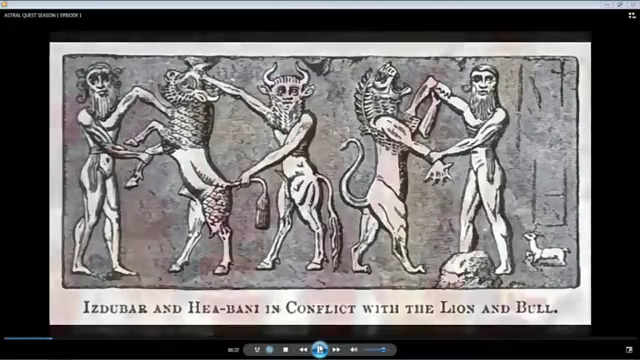 ASTRAL QUEST SEASON 1 EPISODE 1
IZDUBAR AND HEA-BANI IN CONFLICT WITH THE LION AND BULL.